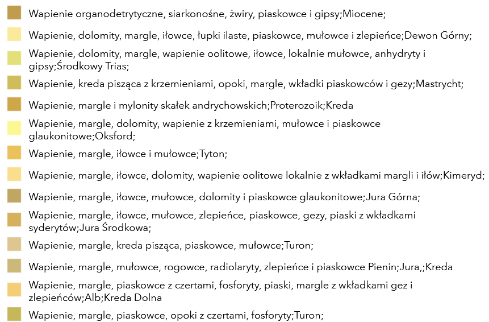 Wapienie organodetrytyczne, siarkonośne, żwiry, piaskowce i gipsy;Miocene;
Wapienie, dolomity, margle, iłowce, łupki ilaste, piaskowce, mułowce i zlepieńce;Dewon Górny;
Wapienie, dolomity, margle, wapienie oolitowe, iłowce, lokalnie mułowce, anhydryty i
gipsy;Środkowy Trias;
Wapienie, kreda pisząca z krzemieniami, opoki, margle, wkładki piaskowców i gezy;Mastrycht;
Wapienie, margle i mylonity skałek andrychowskich;Proterozoik;Kreda
Wapienie, margle, dolomity, wapienie z krzemieniami, mułowce i piaskowce
glaukonitowe;Oksford;
Wapienie, margle, iłowce i mułowce;Tyton;
Wapienie, margle, iłowce, dolomity, wapienie oolitowe lokalnie z wkładkami margli i iłów;Kimeryd;
Wapienie, margle, iłowce, mułowce, dolomity i piaskowce glaukonitowe;Jura Górna;
Wapienie, margle, iłowce, mułowce, zlepieńce, piaskowce, gezy, piaski z wkładkami
syderytów;Jura Środkowa;
Wapienie, margle, kreda pisząca, piaskowce, mułowce;Turon;
Wapienie, margle, mułowce, rogowce, radiolaryty, zlepieńce i piaskowce Pienin;Jura,;Kreda
Wapienie, margle, piaskowce z czertami, fosforyty, piaski, margle z wkładkami gez i
zlepieńców;Alb;Kreda Dolna
Wapienie, margle, piaskowce, opoki z czertami, fosforyty;Turon;